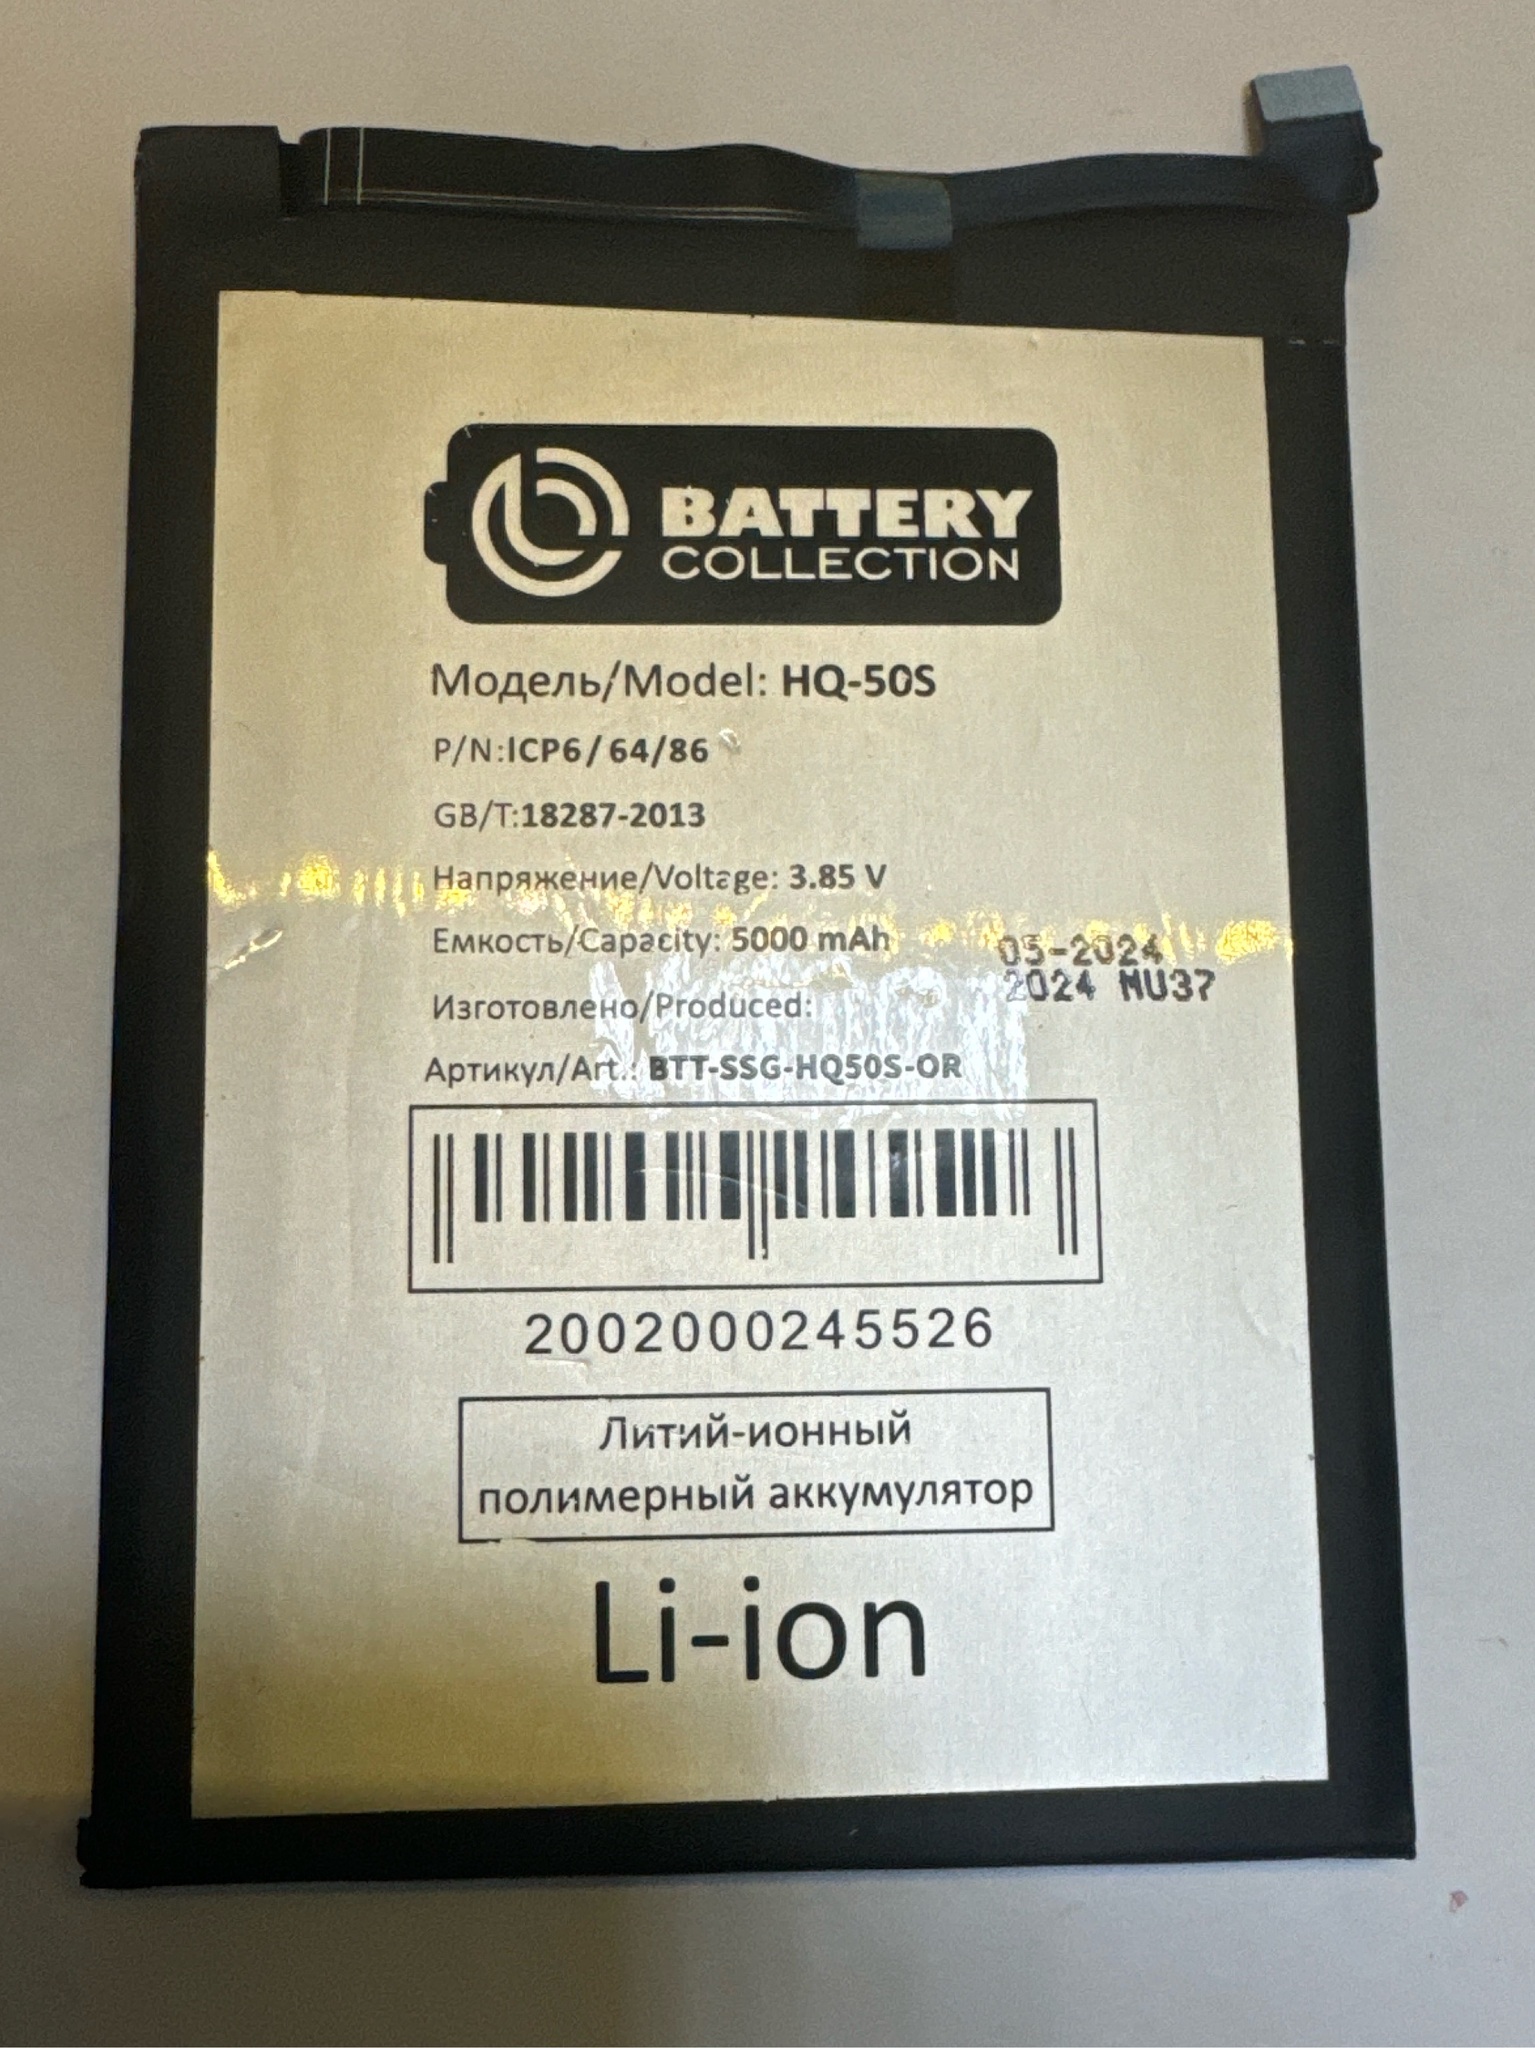 BATTERY
COLLECTION
Модель/Model: HQ-50S
P/N:ICP6/64/86
GB/T:18287-2013
Напряжение/Voltage: 3.85 V
Емкость/Capacity: 5000 mAh
05-2024
2024 MU37
Изготовлено/Produced:
Артикул/Art.: BTT-SSG-HQ50S-OR
2002000245526
Литий-ионный
полимерный аккумулятор
Li-ion